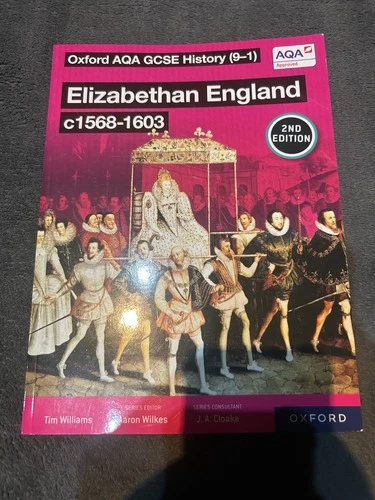 Oxford AQA GCSE History (9–1)
AQA
Approved
Elizabethan England
c1568-1603
2ND
EDITION
SERIES EDITOR
SERIES CONSULTANT
Tim Williams
Aaron Wilkes
J. A. Cloake
OXFORD